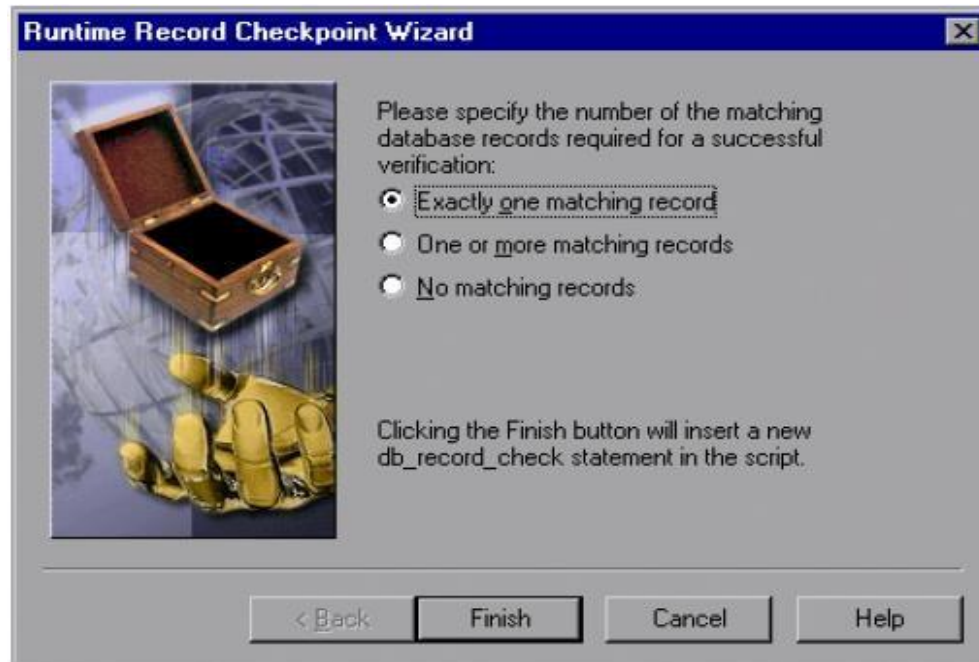 Runtime Record Checkpoint Wizard
Please specify the number of the matching
database records required for a successful
verification:
Exactly one matching record
One or more matching records
No matching records
Clicking the Finish button will insert a new
db_record_check statement in the script.
< Back
Finish
Cancel
Help